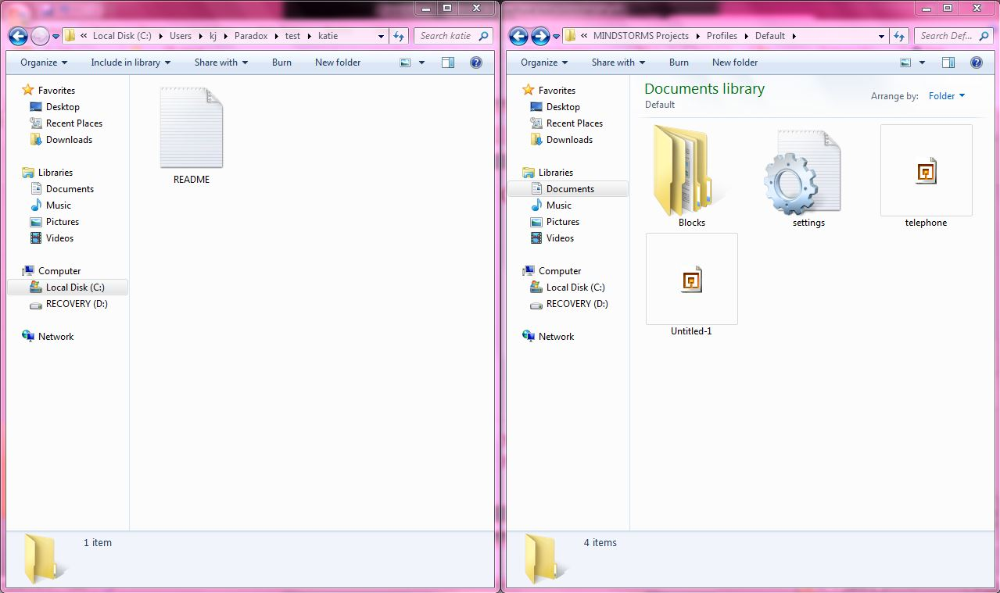 « Local Disk (C:) Users kj Paradox test katie Search katie
Organize Include in library Share with Burn New folder
Favorites
Desktop
Recent Places
Downloads
Libraries
Documents
Music
Pictures
Videos
Computer
Local Disk (C:)
RECOVERY (D:)
Network
README
1 item
« MINDSTORMS Projects Profiles Default Search Def...
Organize Share with Burn New folder
Favorites
Desktop
Recent Places
Downloads
Libraries
Documents
Music
Pictures
Videos
Computer
Local Disk (C:)
RECOVERY (D:)
Network
Documents library
Default
Arrange by: Folder
Blocks settings telephone
Untitled-1
4 items